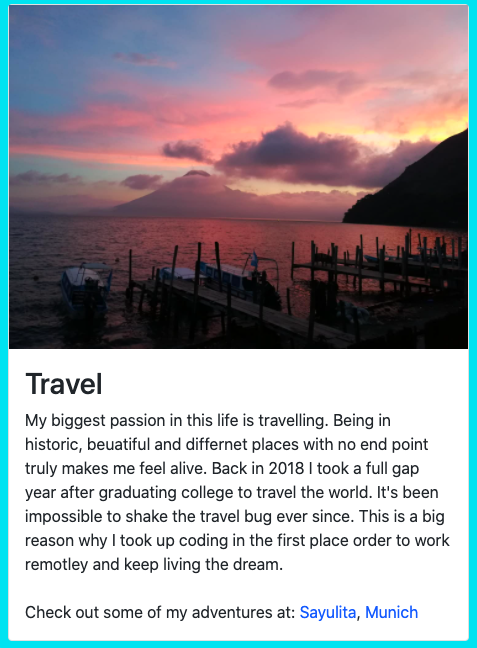 Travel
My biggest passion in this life is travelling. Being in
historic, beuatiful and differnet places with no end point
truly makes me feel alive. Back in 2018 I took a full gap
year after graduating college to travel the world. It's been
impossible to shake the travel bug ever since. This is a big
reason why I took up coding in the first place order to work
remotley and keep living the dream.
Check out some of my adventures at: Sayulita, Munich